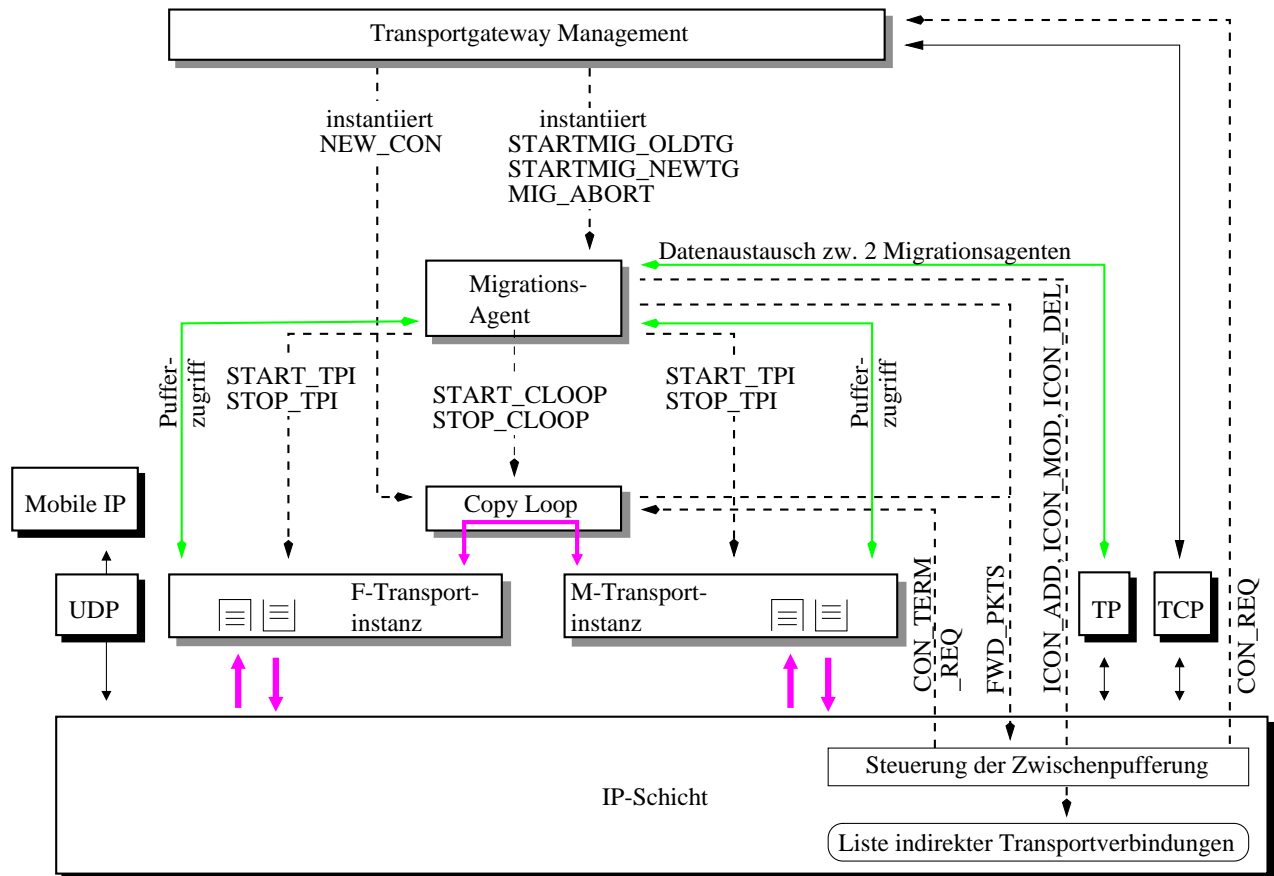 Transportgateway Management
instantiiert
NEW_CON
instantiiert
STARTMIG_OLDTG
STARTMIG_NEWTG
MIG_ABORT
Datenaustausch zw. 2 Migrationsagenten
Migrations-
Agent
Puffer-
zugriff
START_TPI
STOP_TPI
START_CLOOP
STOP_CLOOP
START_TPI
STOP_TPI
Puffer-
zugriff
Mobile IP
Copy Loop
UDP
F-Transport-
instanz
M-Transport-
instanz
CON_TERM
_REQ
FWD_PKTS
ICON_ADD, ICON_MOD, ICON_DEL
TP
TCP
CON_REQ
Steuerung der Zwischenpufferung
IP-Schicht
Liste indirekter Transportverbindungen